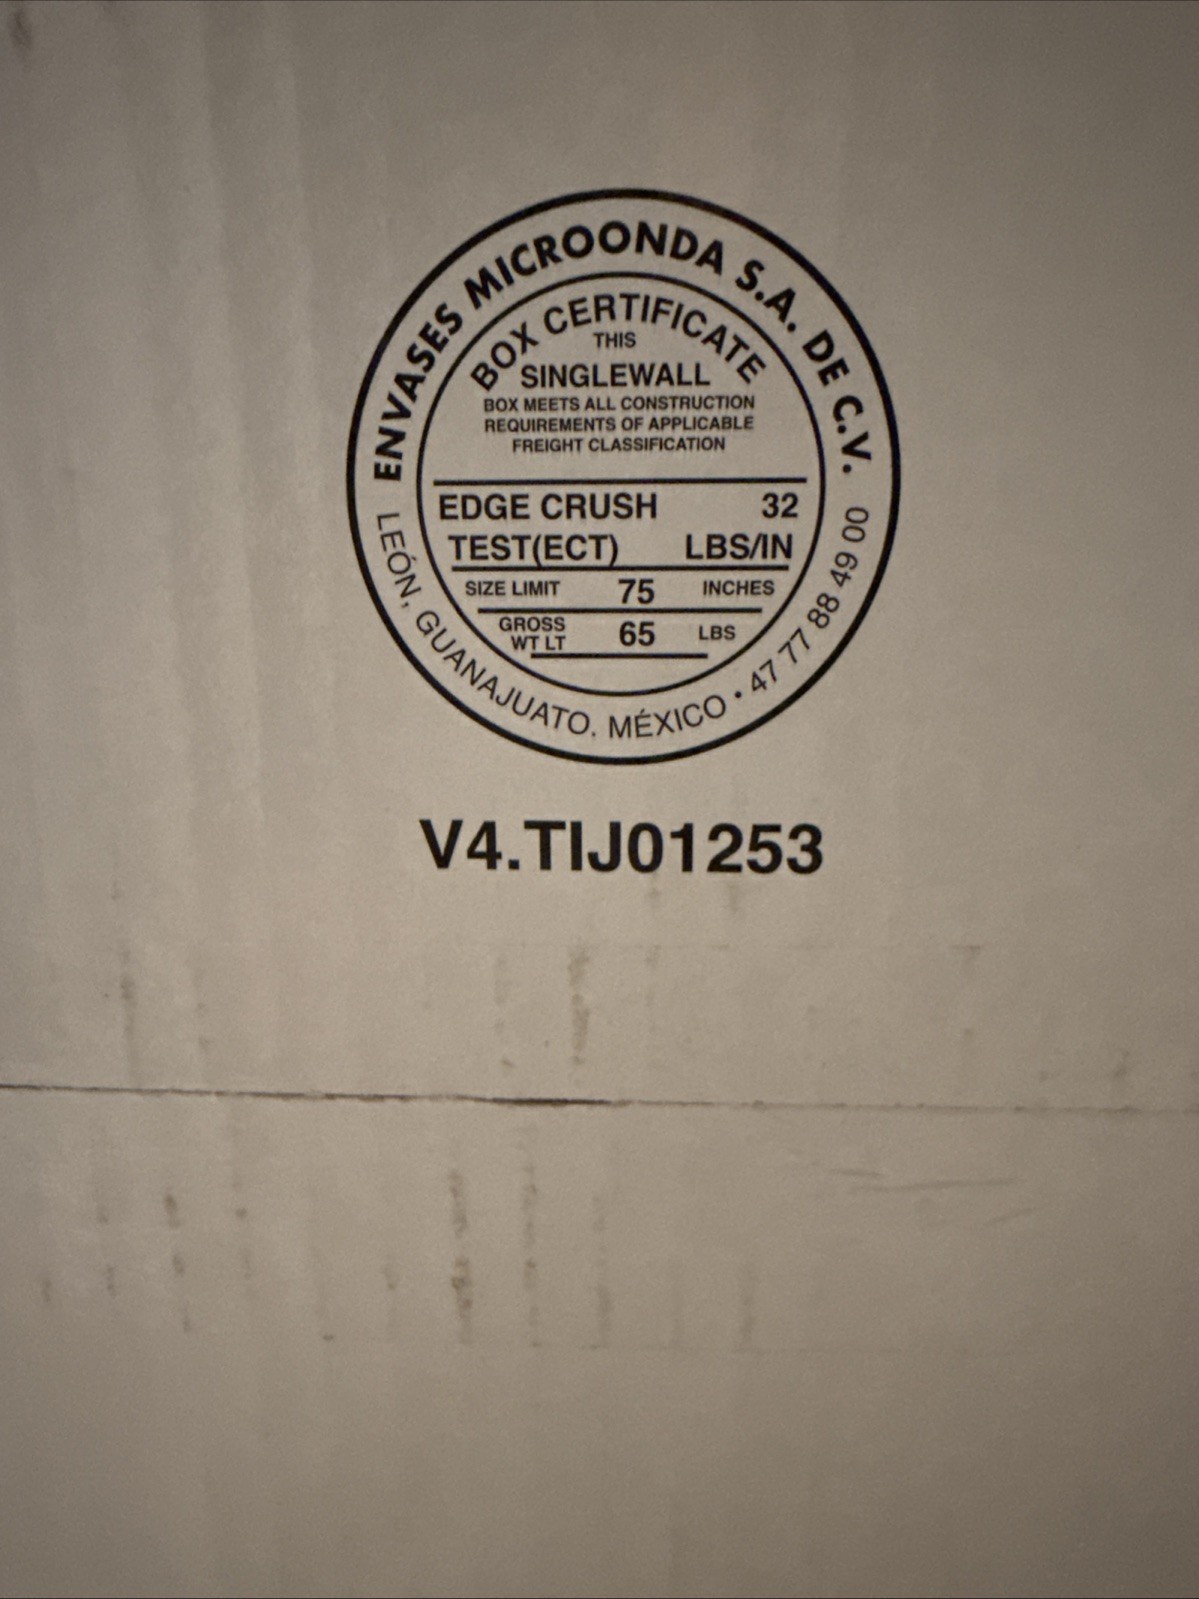 ENVASES MICROONDA S.A. DE C.V.
BOX CERTIFICATE
THIS
SINGLEWALL
BOX MEETS ALL CONSTRUCTION
REQUIREMENTS OF APPLICABLE
FREIGHT CLASSIFICATION
EDGE CRUSH 32
TEST(ECT) LBS/IN
SIZE LIMIT 75 INCHES
GROSS
WT LT 65 LBS
LEÓN, GUANAJUATO, MÉXICO • 47 77 88 49 00
V4.TIJ01253